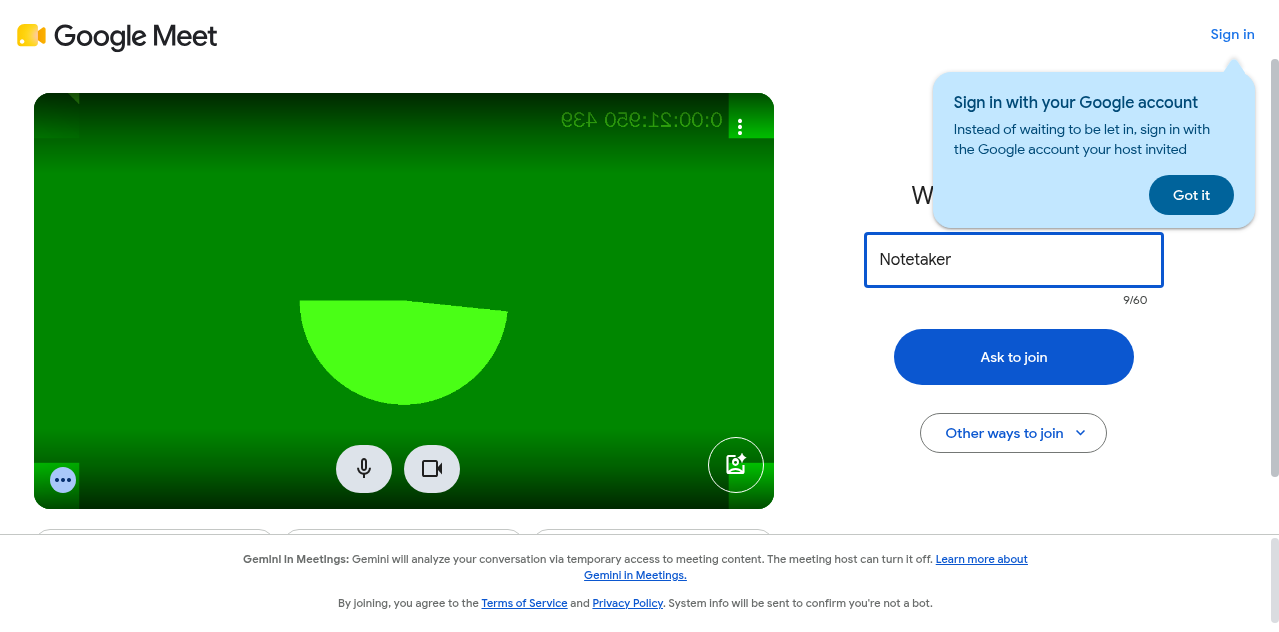 Google Meet
Sign in
0:00:21:950 439
Sign in with your Google account
Instead of waiting to be let in, sign in with
the Google account your host invited
Got it
Notetaker
9/60
Ask to join
Other ways to join
Gemini in Meetings: Gemini will analyze your conversation via temporary access to meeting content. The meeting host can turn it off. Learn more about
Gemini in Meetings.
By joining, you agree to the Terms of Service and Privacy Policy. System info will be sent to confirm you're not a bot.